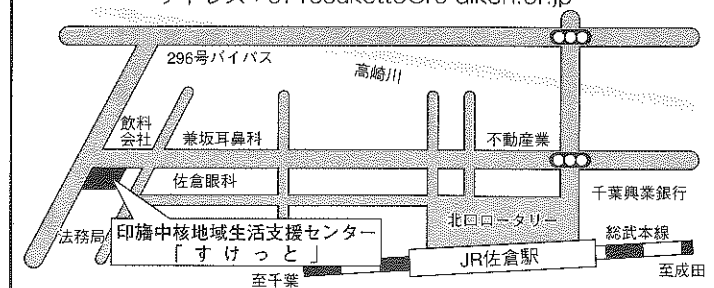 296号バイパス
高崎川
飲料
会社
兼坂耳鼻科
不動産業
佐倉眼科
千葉興業銀行
北口ロータリー
法務局
印旛中核地域生活支援センター
「すけっと」
総武本線
JR佐倉駅
至千葉
至成田